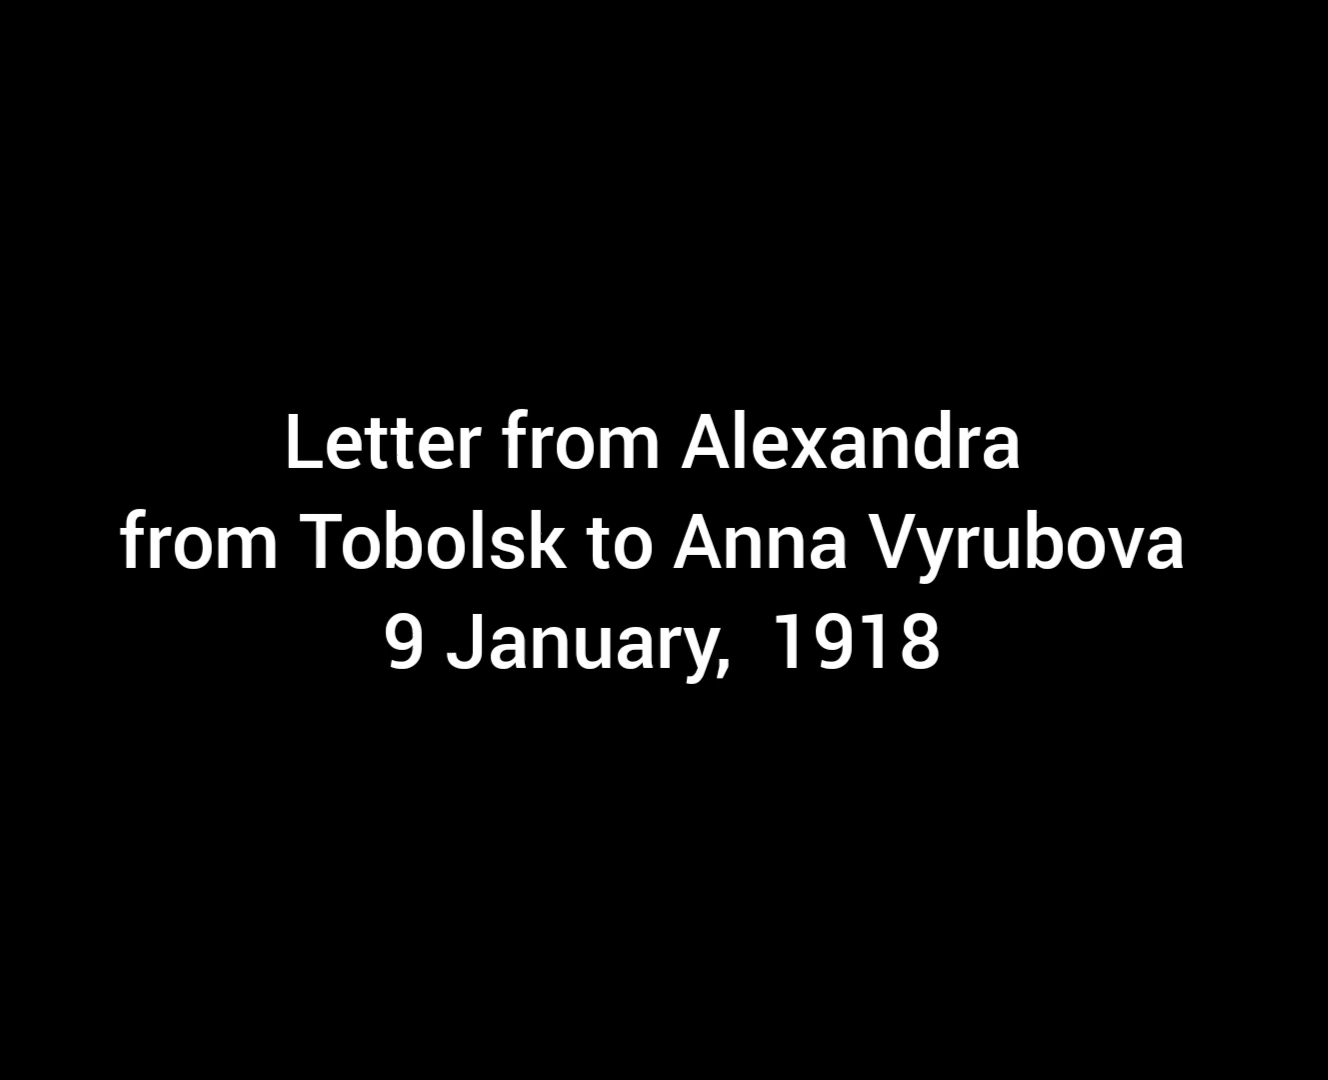 Letter from Alexandra
from Tobolsk to Anna Vyrubova
9 January, 1918